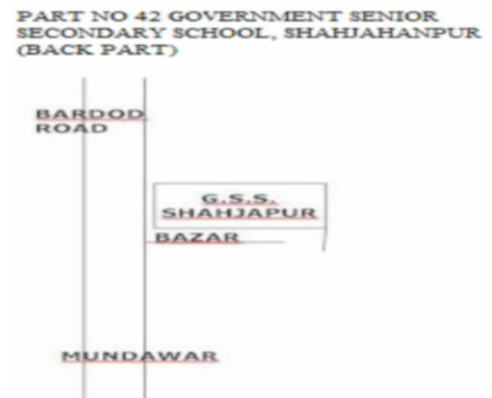 PART NO 42 GOVERNMENT SENIOR
SECONDARY SCHOOL, SHAHJAHANPUR
(BACK PART)
BARDOD
ROAD
G.S.S.
SHAHJAPUR
BAZAR
MUNDAWAR